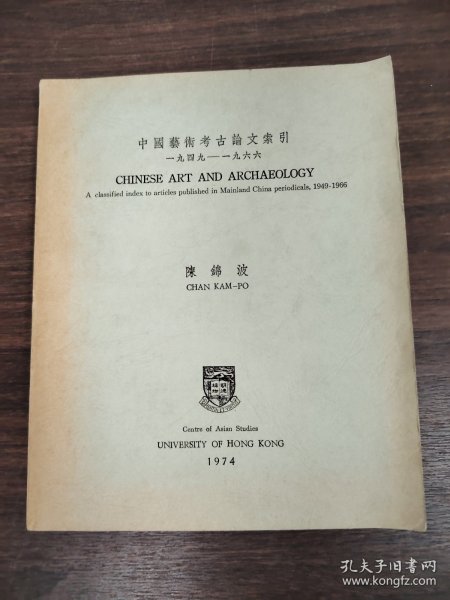 中國藝術考古論文索引
一九四九——一九六六
CHINESE ART AND ARCHAEOLOGY
A classified index to articles published in Mainland China periodicals, 1949-1966
陳錦波
CHAN KAM-PO
Centre of Asian Studies
UNIVERSITY OF HONG KONG
1974
孔夫子旧书网
www.kongfz.com